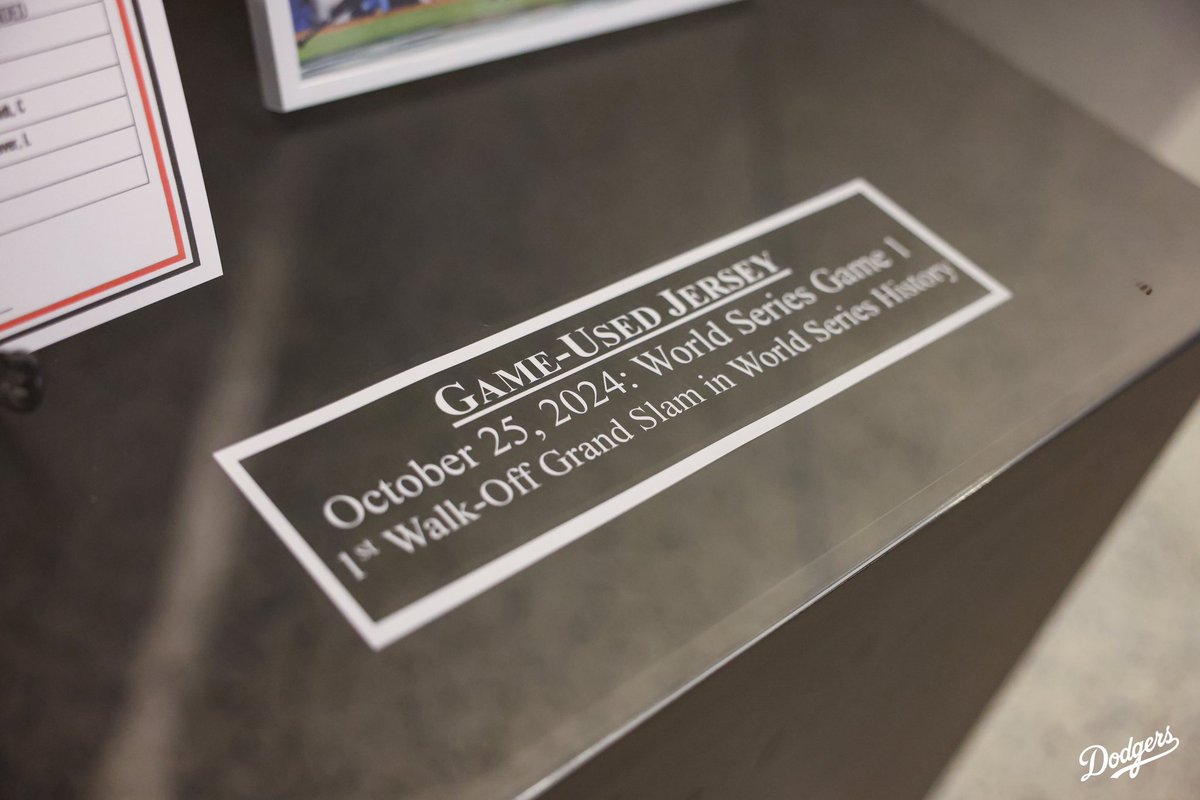 GAME-USED JERSEY
October 25, 2024: World Series Game 1
1st Walk-Off Grand Slam in World Series History
Dodgers